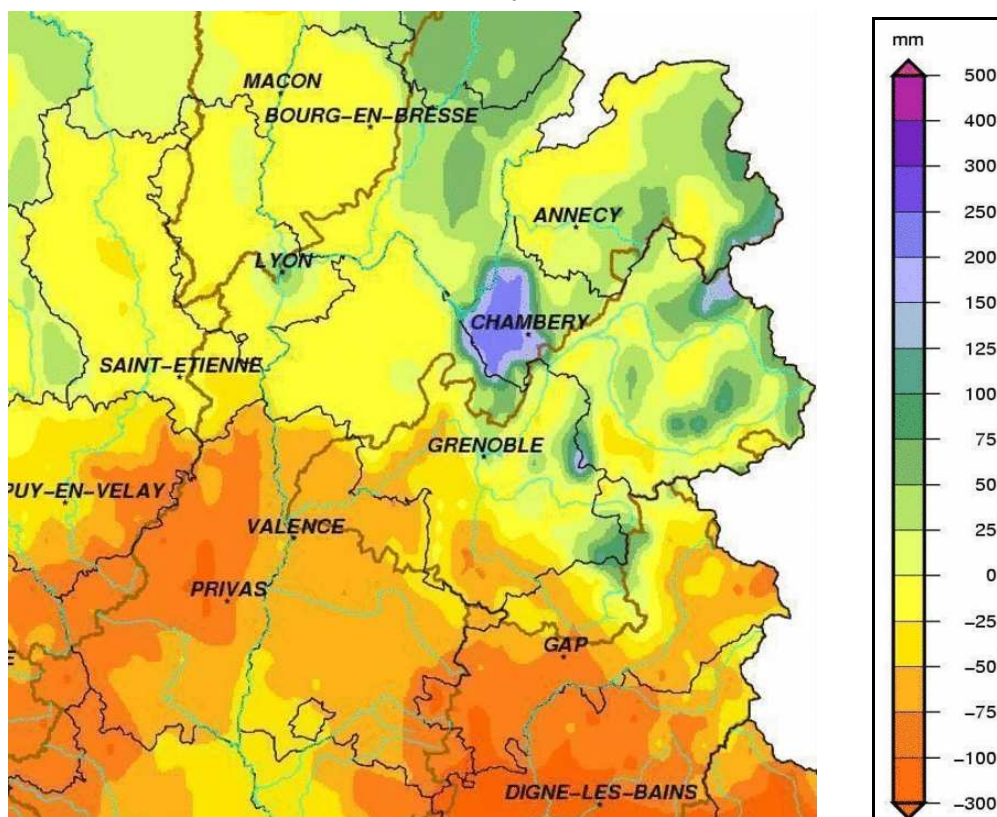 MACON
BOURG-EN-BRESSE
ANNECY
LYON
CHAMBERY
SAINT-ETIENNE
GRENOBLE
PUY-EN-VELAY
VALENCE
PRIVAS
GAP
E
DIGNE-LES-BAINS
mm
500
400
300
250
200
150
125
100
75
50
25
0
-25
-50
-75
-100
-300